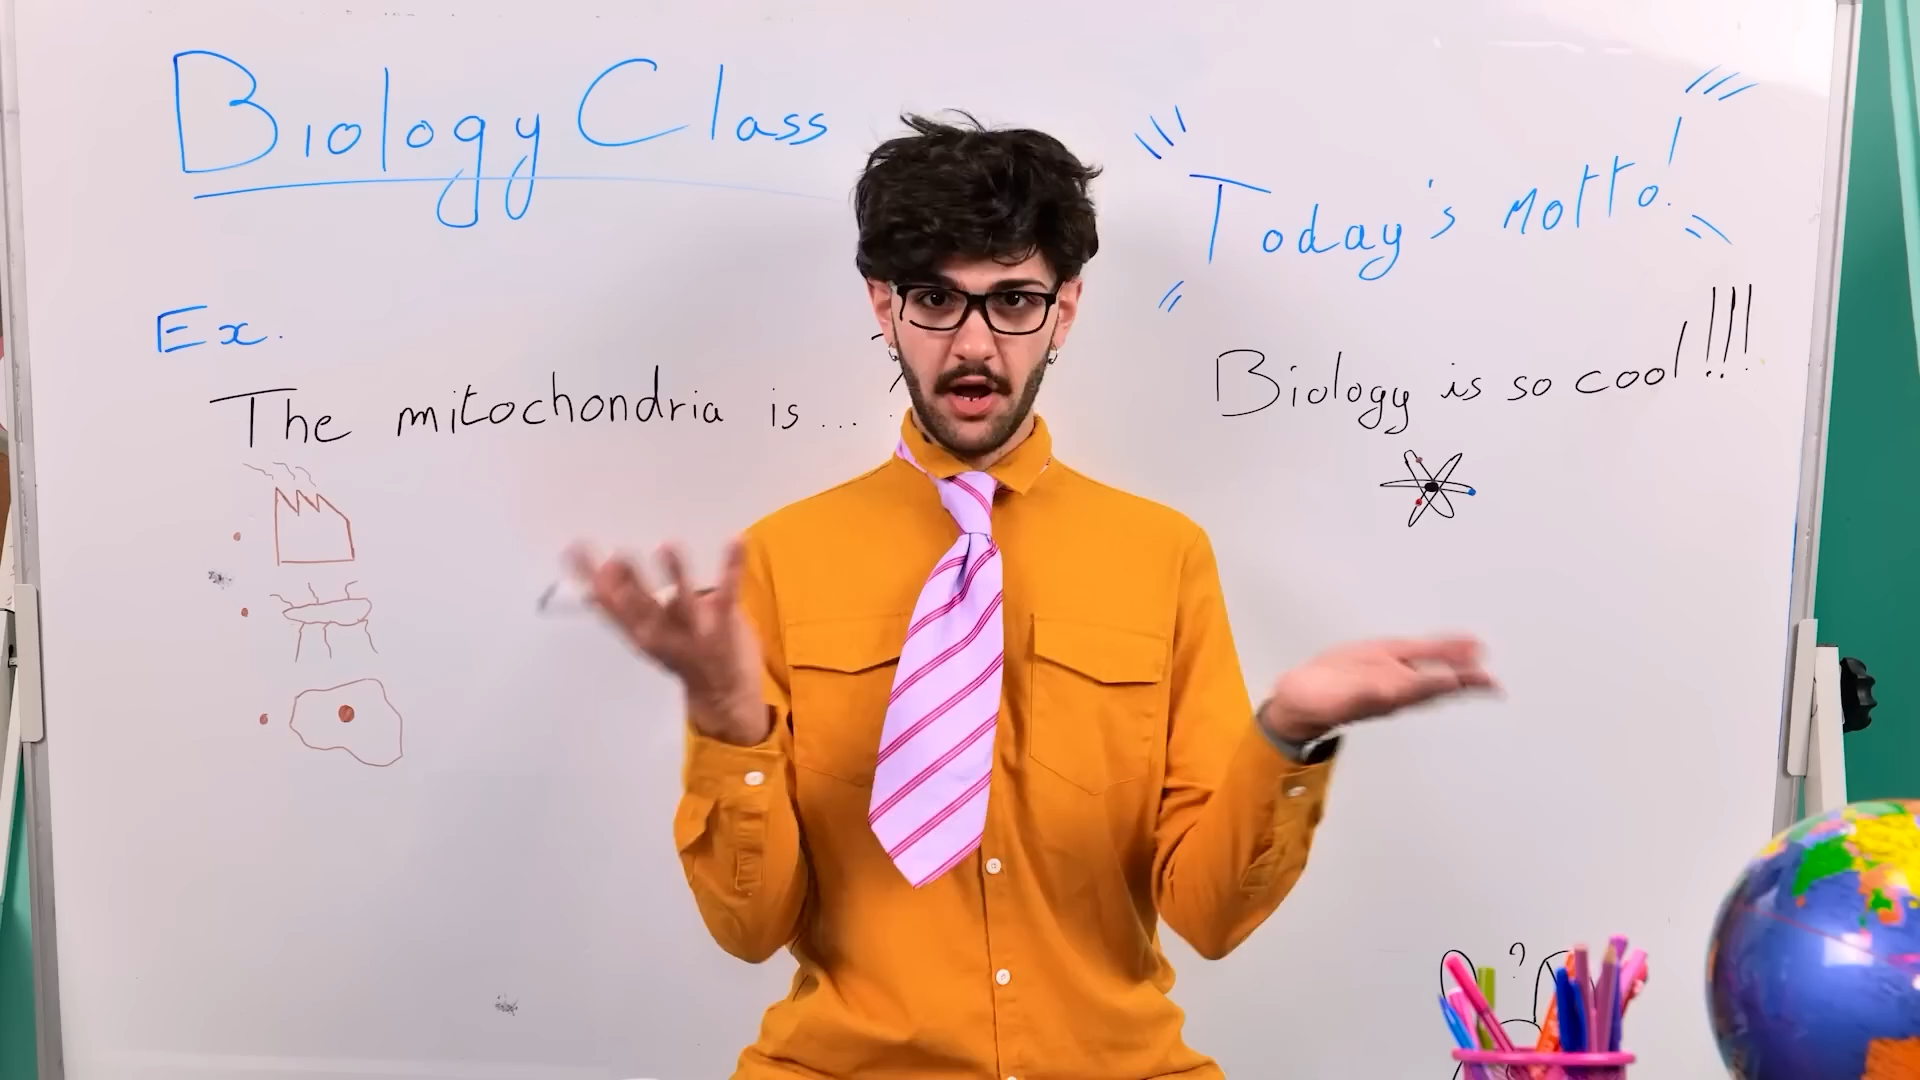 Biology Class
Today's motto!
Ex.
The mitochondria is ... ?
Biology is so cool!!!!
?